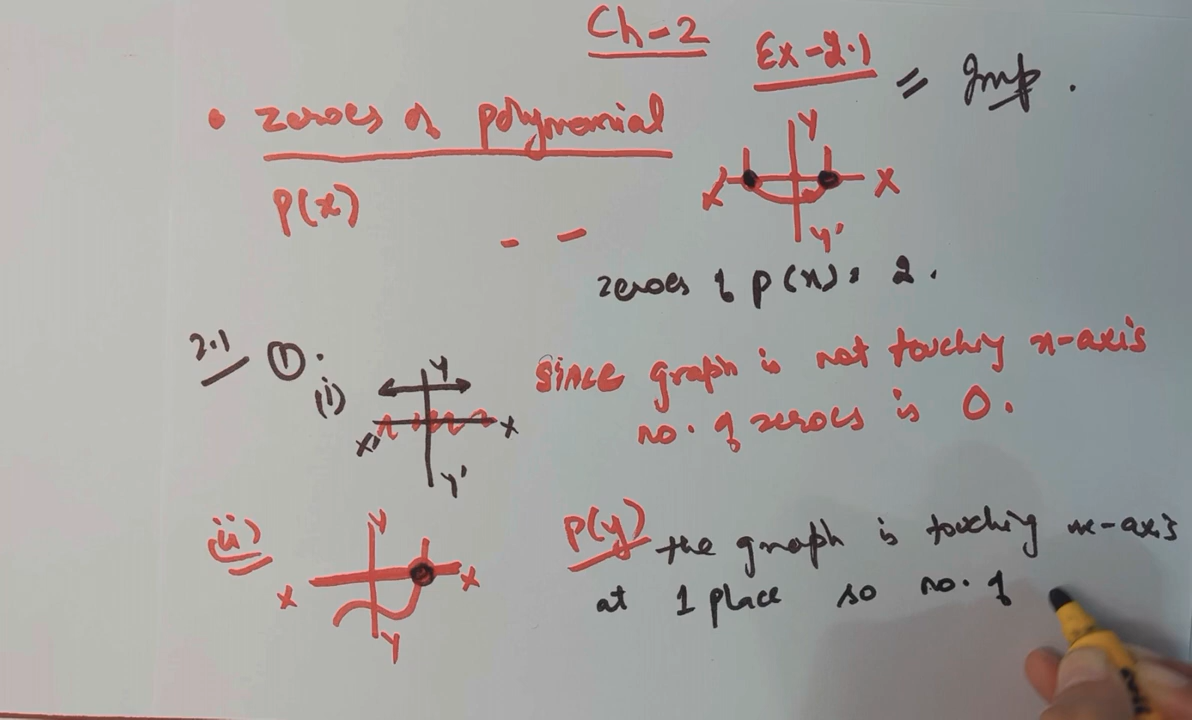 Ch-2
Ex-2.1 = Imp.
• zeroes of polynomial
P(x)
Y
X' X
Y'
zeroes of P(x) = 2.
2.1 ①.
(i)
Y
X' X
Y'
since graph is not touching x-axis
no. of zeroes is 0.
(ii)
Y
X X
Y
P(y) the graph is touching x-axis
at 1 place so no. of